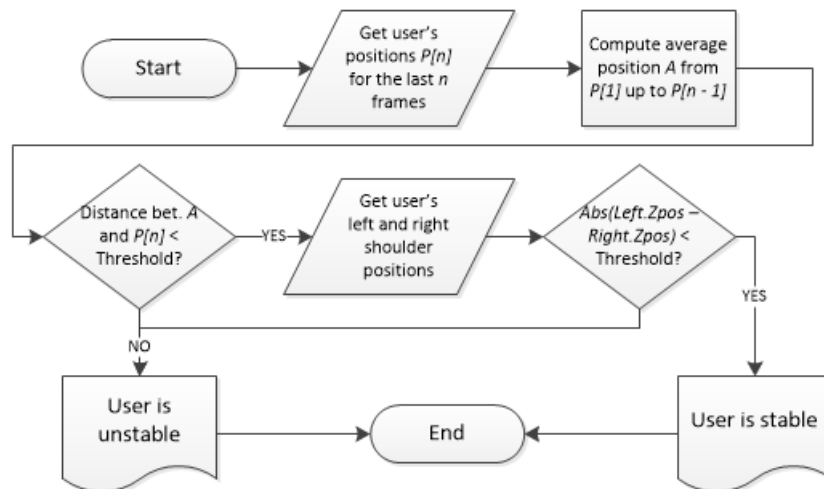 Start
Get user's
positions P[n]
for the last n
frames
Compute average
position A from
P[1] up to P[n - 1]
Distance bet. A
and P[n] <
Threshold?
YES
Get user's
left and right
shoulder
positions
Abs(Left.Zpos –
Right.Zpos) <
Threshold?
YES
NO
User is
unstable
End
User is stable